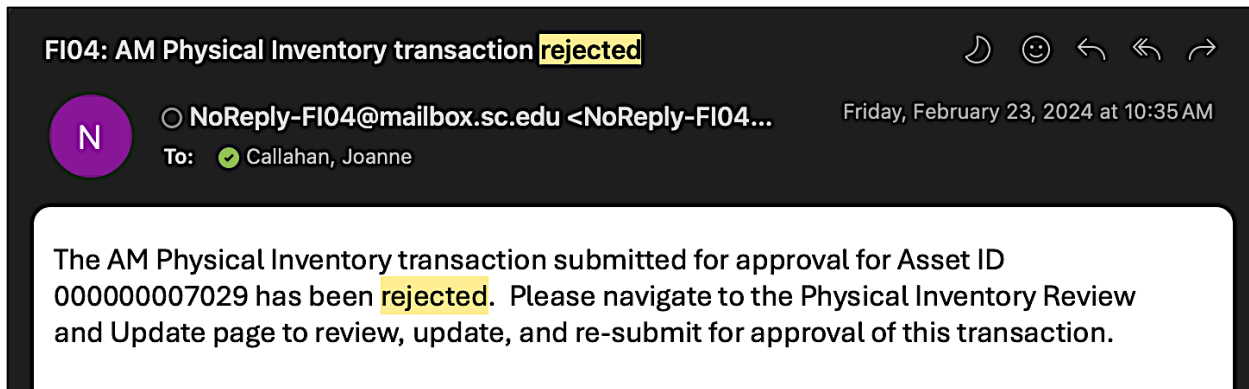 FI04: AM Physical Inventory transaction rejected
N
NoReply-FI04@mailbox.sc.edu <NoReply-FI04...
Friday, February 23, 2024 at 10:35 AM
To: Callahan, Joanne
The AM Physical Inventory transaction submitted for approval for Asset ID
000000007029 has been rejected.  Please navigate to the Physical Inventory Review
and Update page to review, update, and re-submit for approval of this transaction.